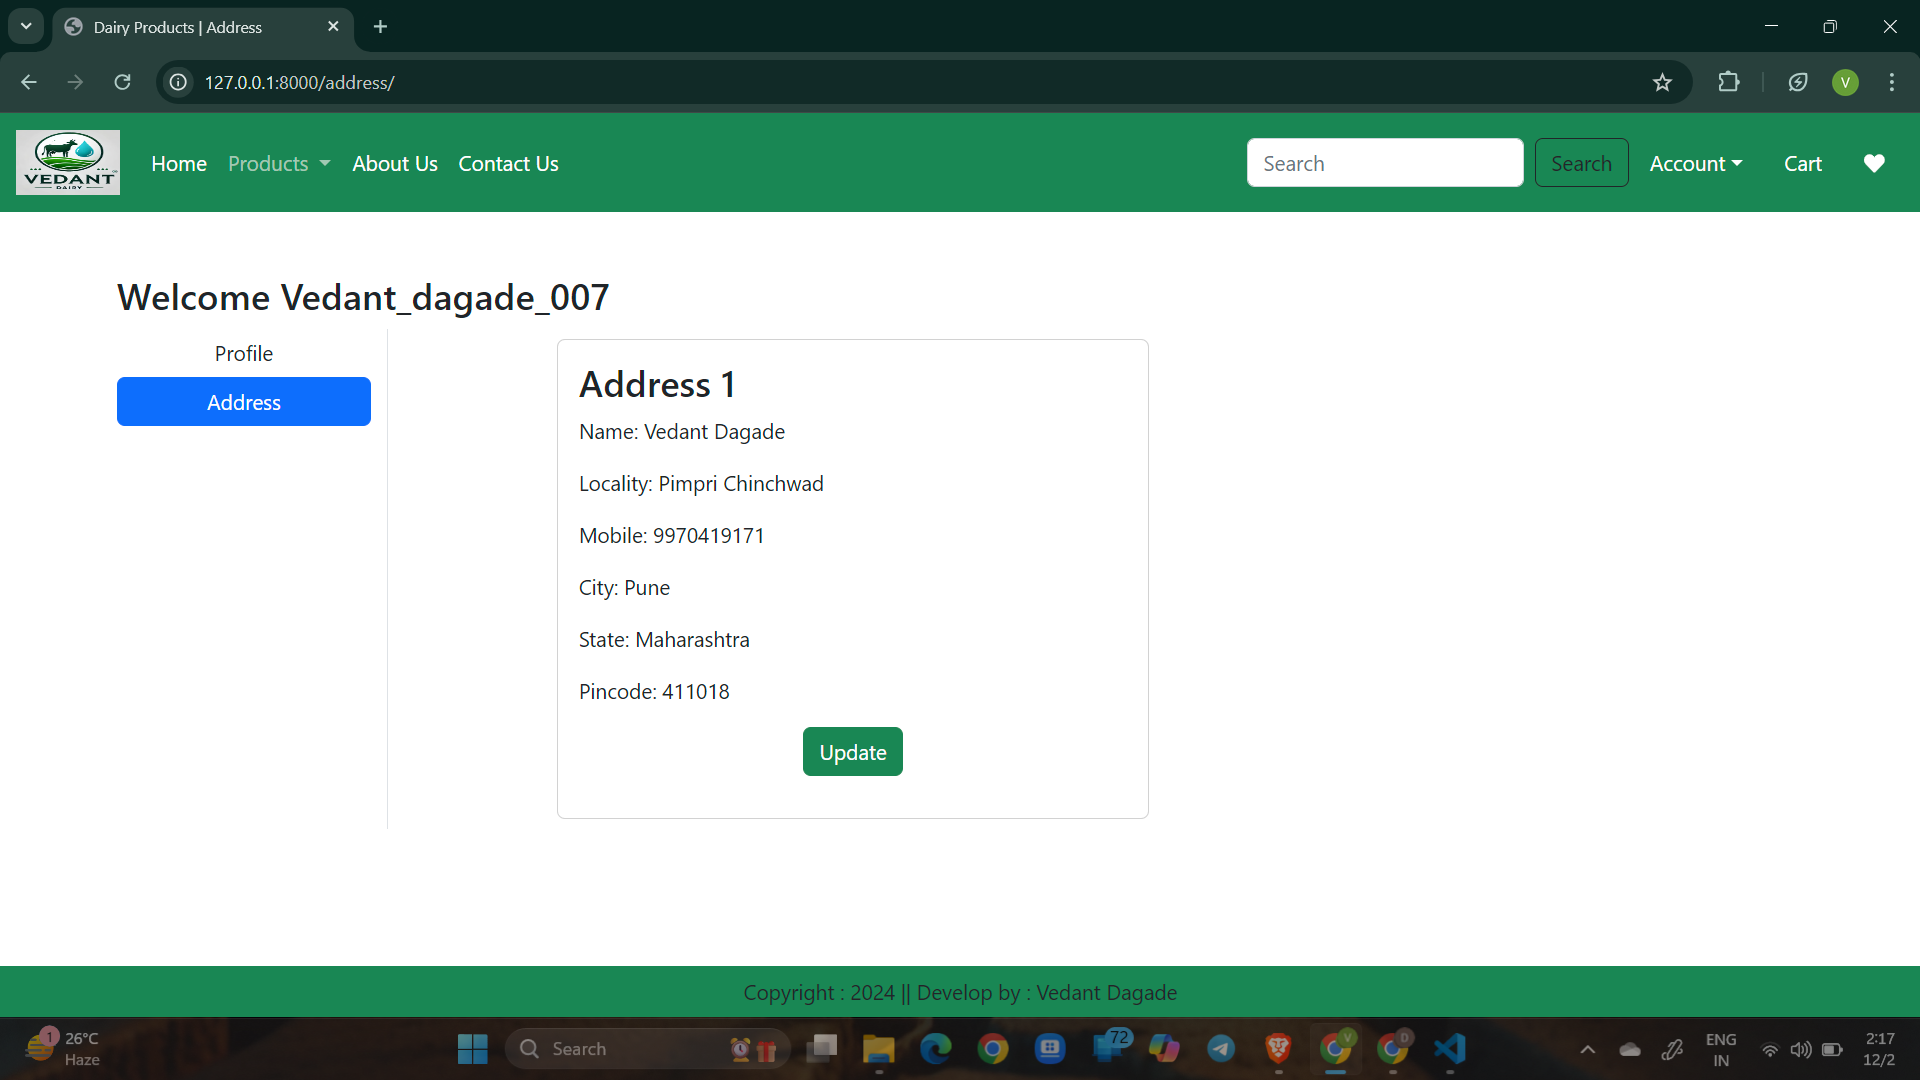 Dairy Products | Address
127.0.0.1:8000/address/
VEDANT
DAIRY
Home Products About Us Contact Us
Search Search Account Cart
Welcome Vedant_dagade_007
Profile
Address
Address 1
Name: Vedant Dagade
Locality: Pimpri Chinchwad
Mobile: 9970419171
City: Pune
State: Maharashtra
Pincode: 411018
Update
Copyright : 2024 || Develop by : Vedant Dagade
1
26°C
Haze
Search
72
V
D
ENG
IN
2:17
12/2
V